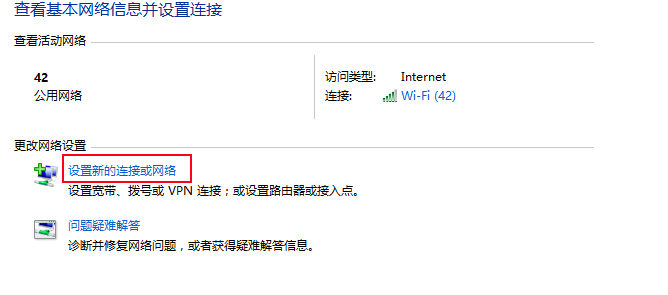 查看基本网络信息并设置连接
查看活动网络
42
公用网络
访问类型: Internet
连接: Wi-Fi (42)
更改网络设置
设置新的连接或网络
设置宽带、拨号或 VPN 连接；或设置路由器或接入点。
问题疑难解答
诊断并修复网络问题，或者获得疑难解答信息。